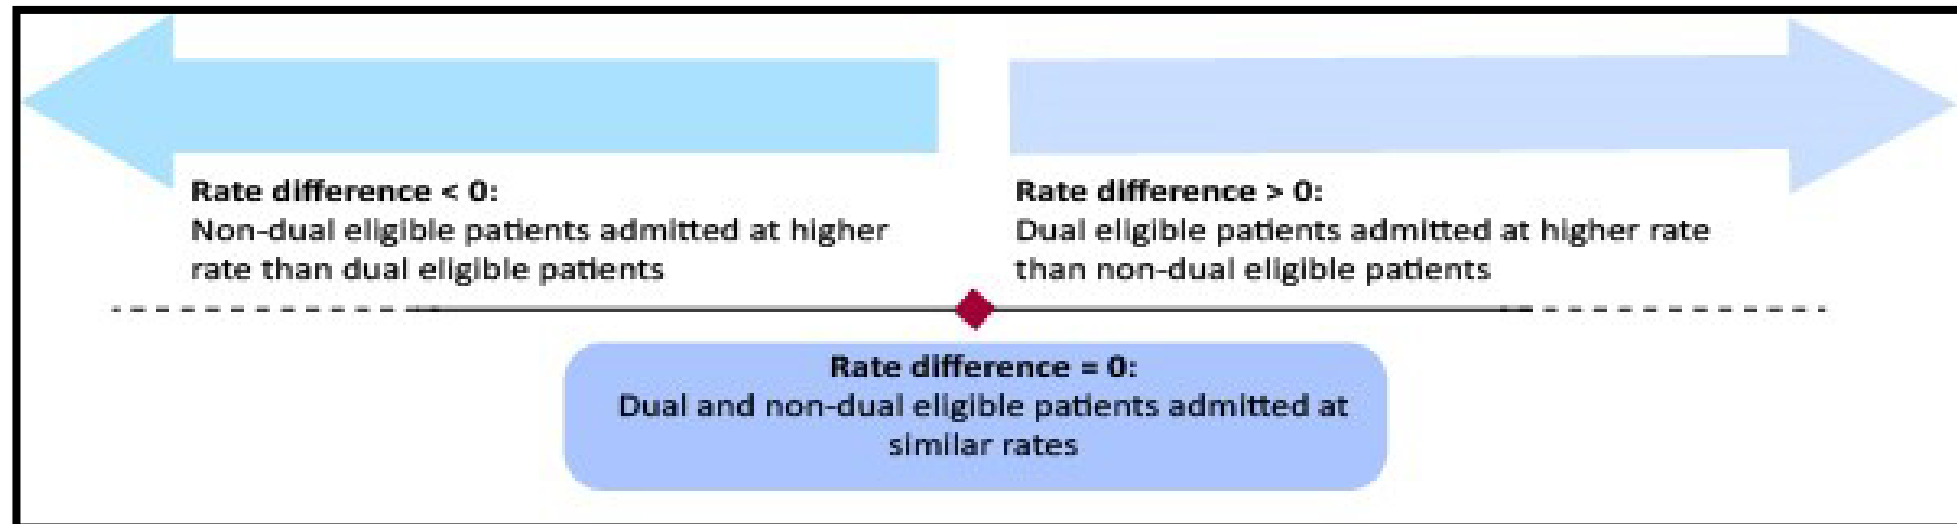 Rate difference < 0:
Non-dual eligible patients admitted at higher
rate than dual eligible patients
Rate difference > 0:
Dual eligible patients admitted at higher rate
than non-dual eligible patients
Rate difference = 0:
Dual and non-dual eligible patients admitted at
similar rates